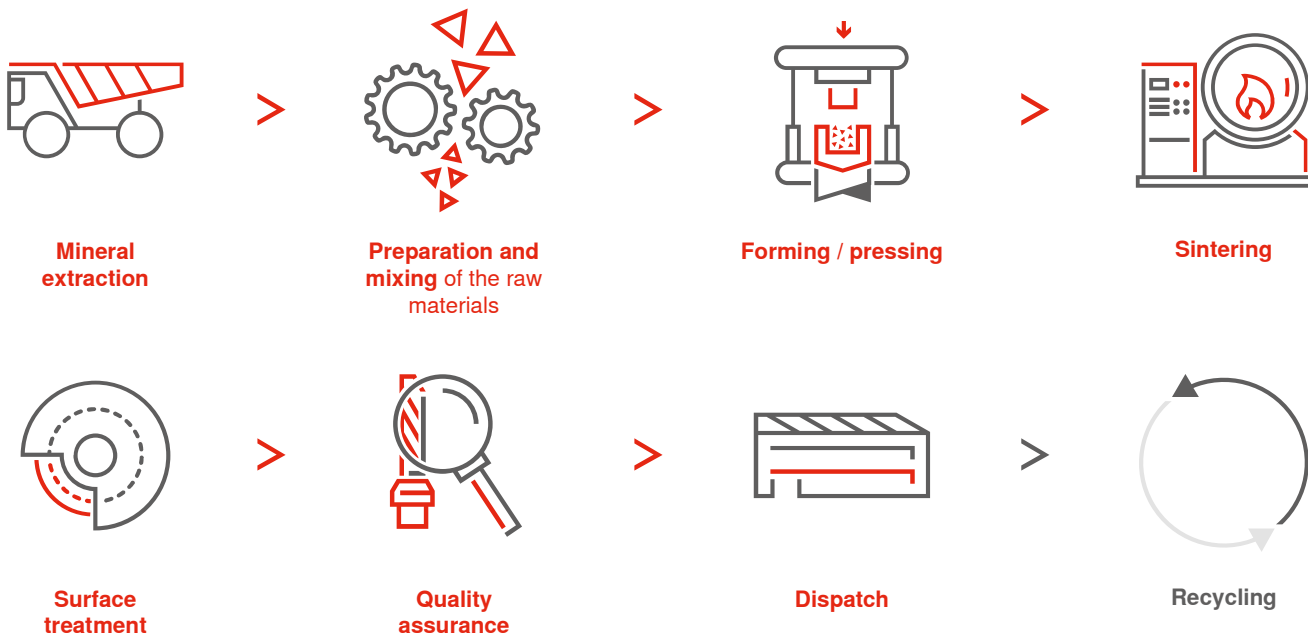 Mineral
extraction
Preparation and
mixing of the raw
materials
Forming / pressing
Sintering
Surface
treatment
Quality
assurance
Dispatch
Recycling